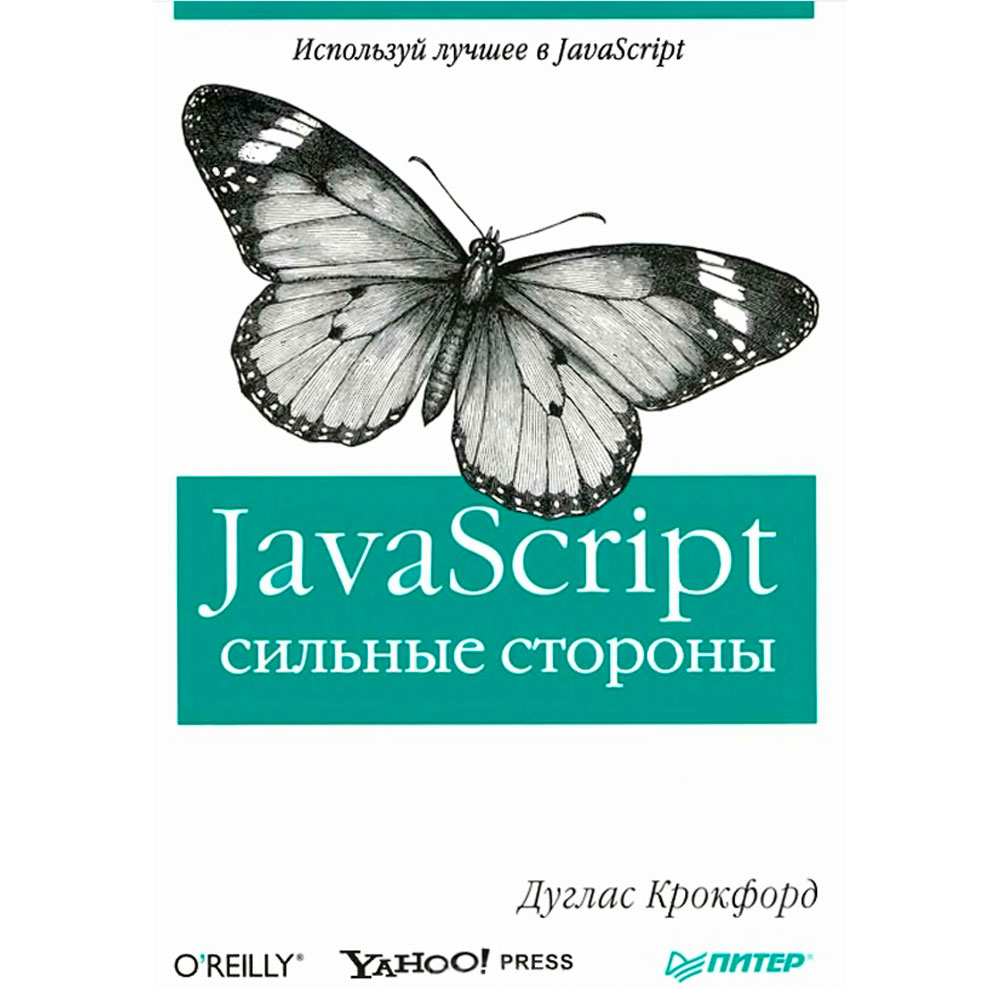 Используй лучшее в JavaScript
JavaScript
сильные стороны
Дуглас Крокфорд
O'REILLY® YAHOO! PRESS ПИТЕР®